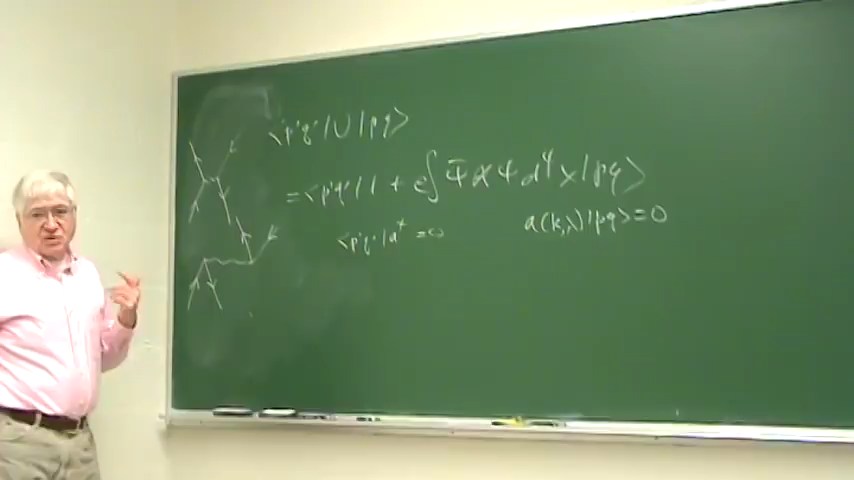 <p'q'|U|pq>
= <p'q'|1 + e∫ Ψ̄ α Ψ d⁴x|pq>
<p'q'|a⁺ = 0 a(k,λ)|pq> = 0